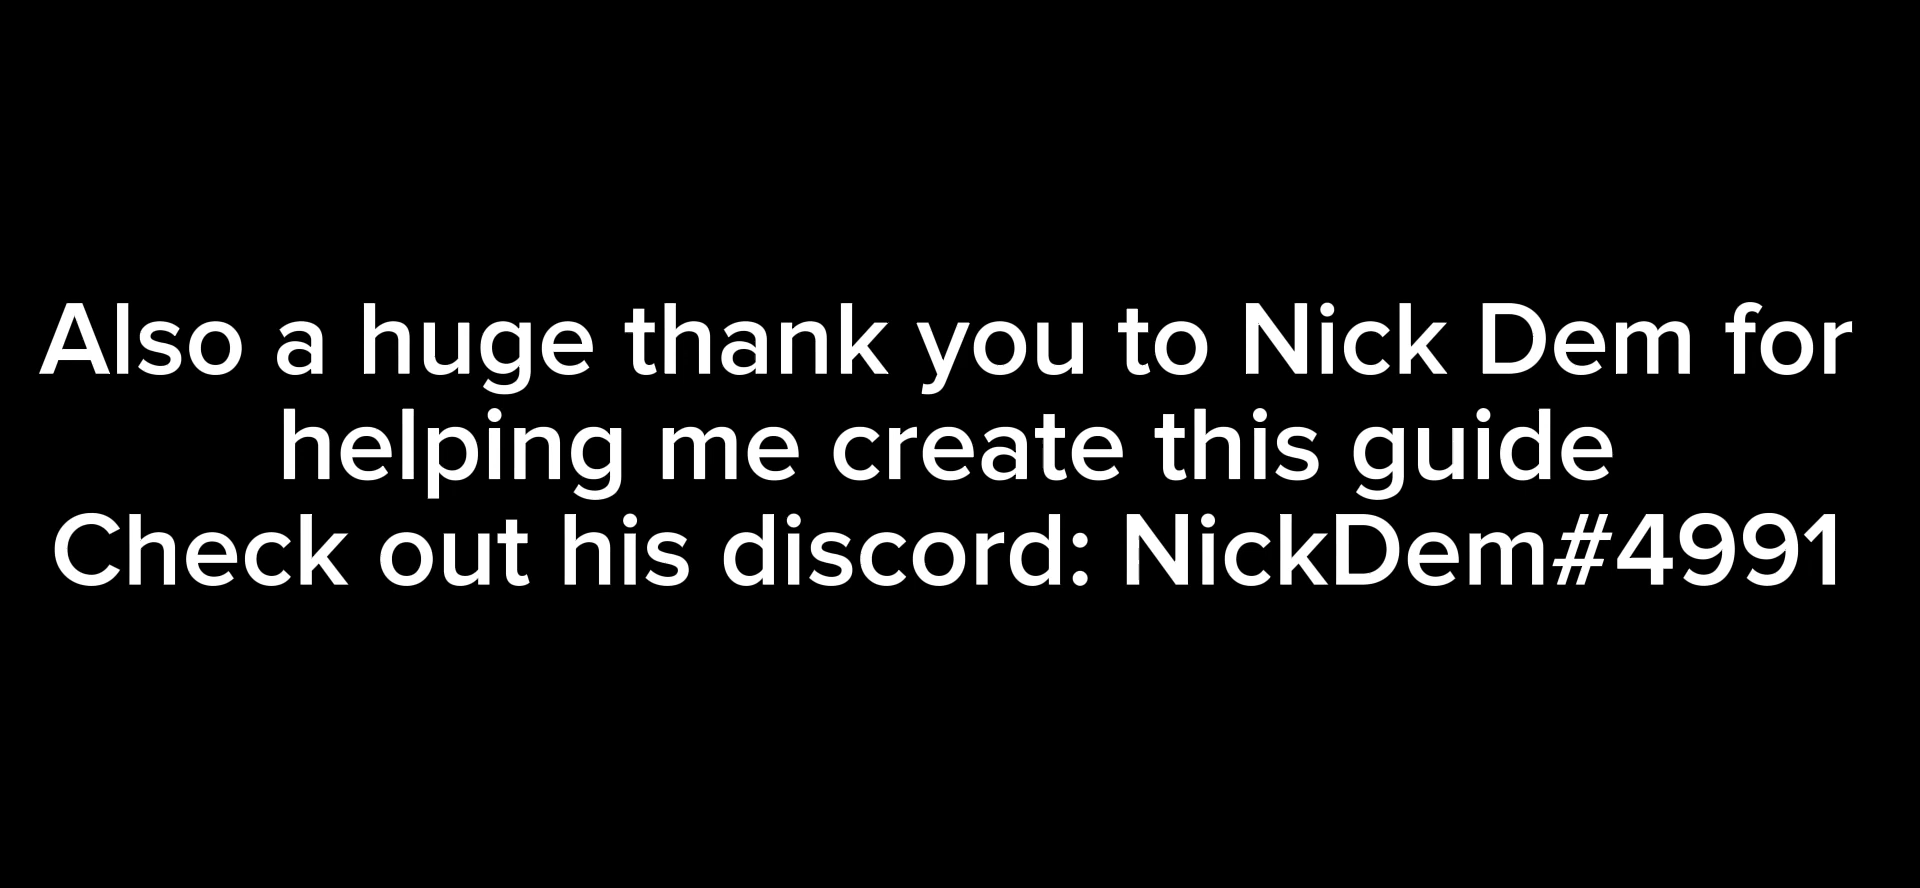 Also a huge thank you to Nick Dem for
helping me create this guide
Check out his discord: NickDem#4991